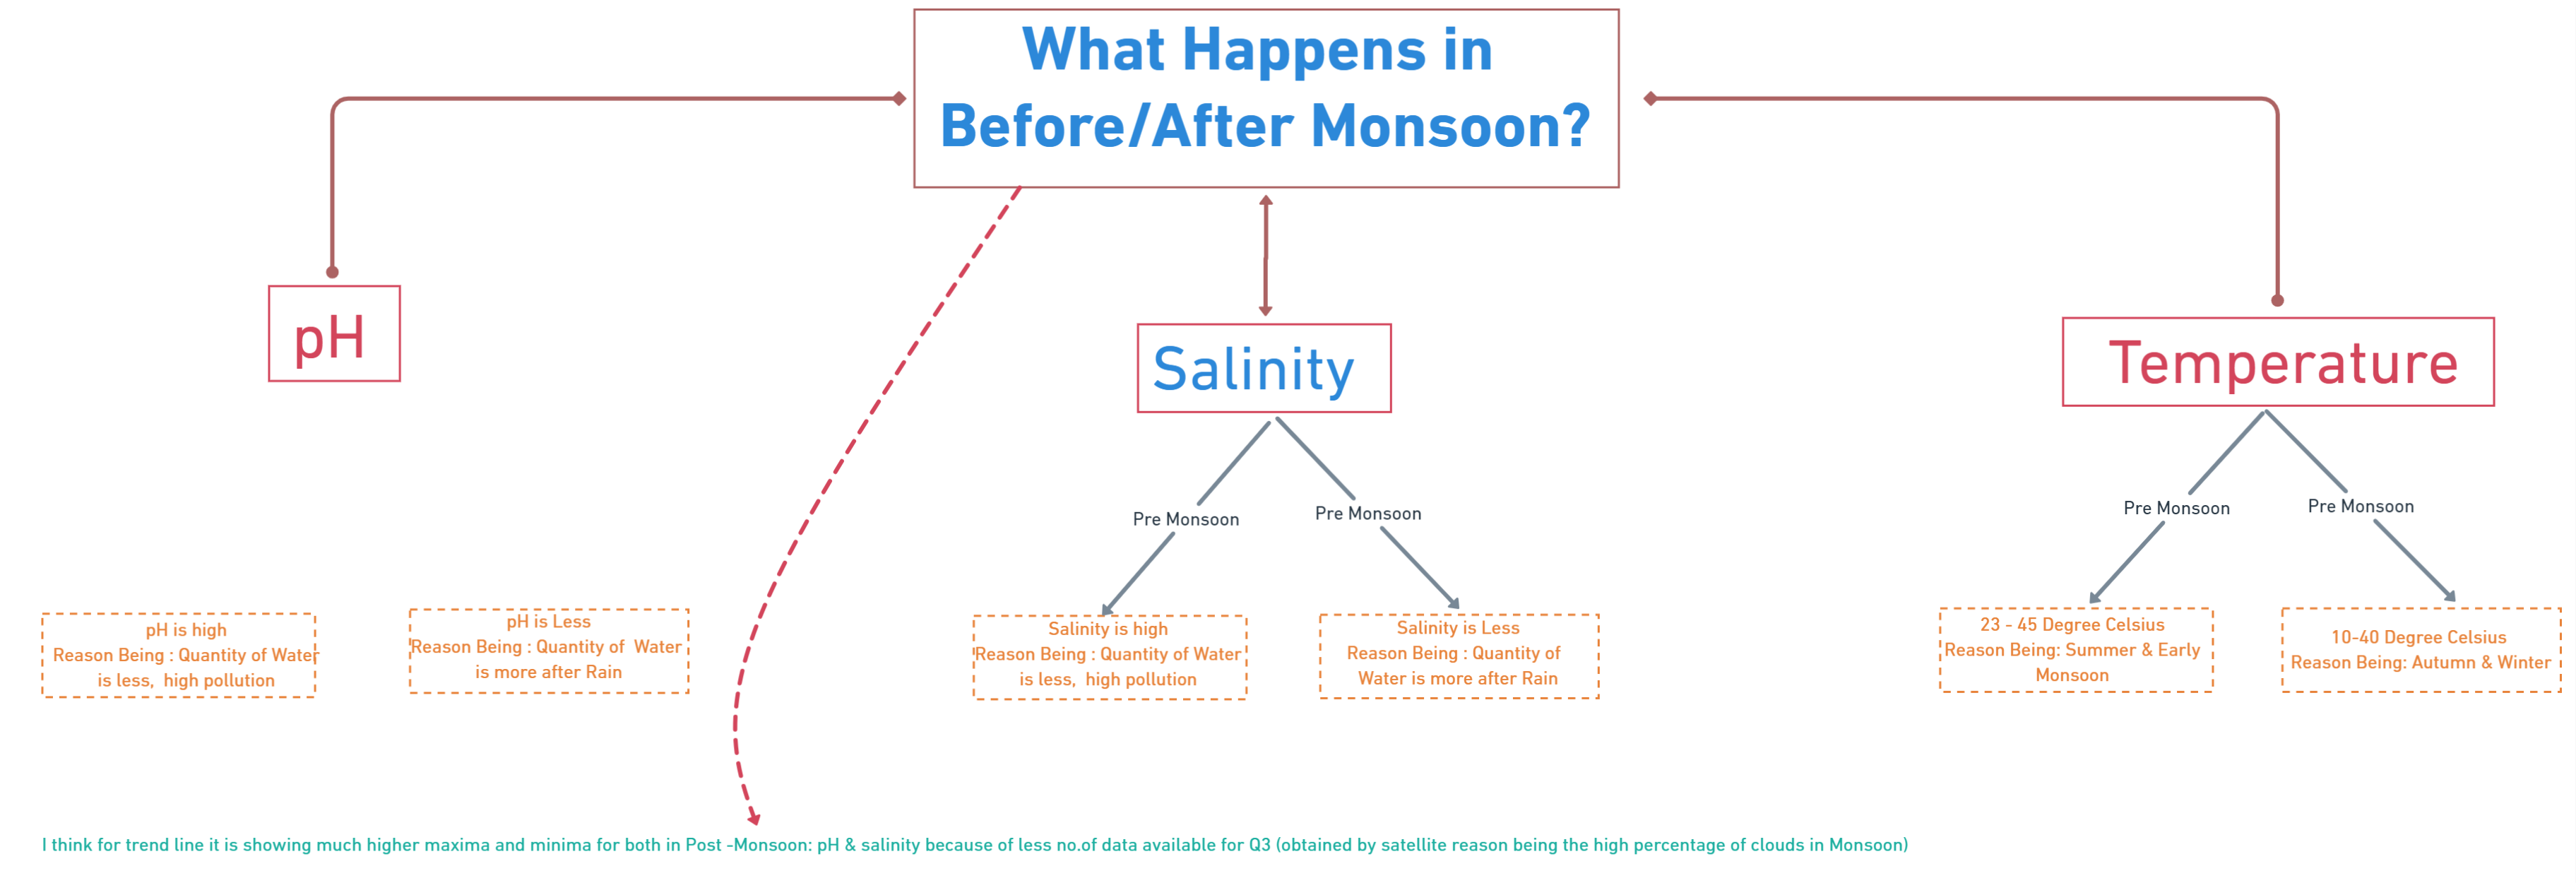 What Happens in
Before/After Monsoon?
pH
Salinity
Temperature
Pre Monsoon
Pre Monsoon
Pre Monsoon
Pre Monsoon
pH is high
Reason Being : Quantity of Water
is less, high pollution
pH is Less
Reason Being : Quantity of Water
is more after Rain
Salinity is high
Reason Being : Quantity of Water
is less, high pollution
Salinity is Less
Reason Being : Quantity of
Water is more after Rain
23 - 45 Degree Celsius
Reason Being: Summer & Early
Monsoon
10-40 Degree Celsius
Reason Being: Autumn & Winter
I think for trend line it is showing much higher maxima and minima for both in Post -Monsoon: pH & salinity because of less no.of data available for Q3 (obtained by satellite reason being the high percentage of clouds in Monsoon)